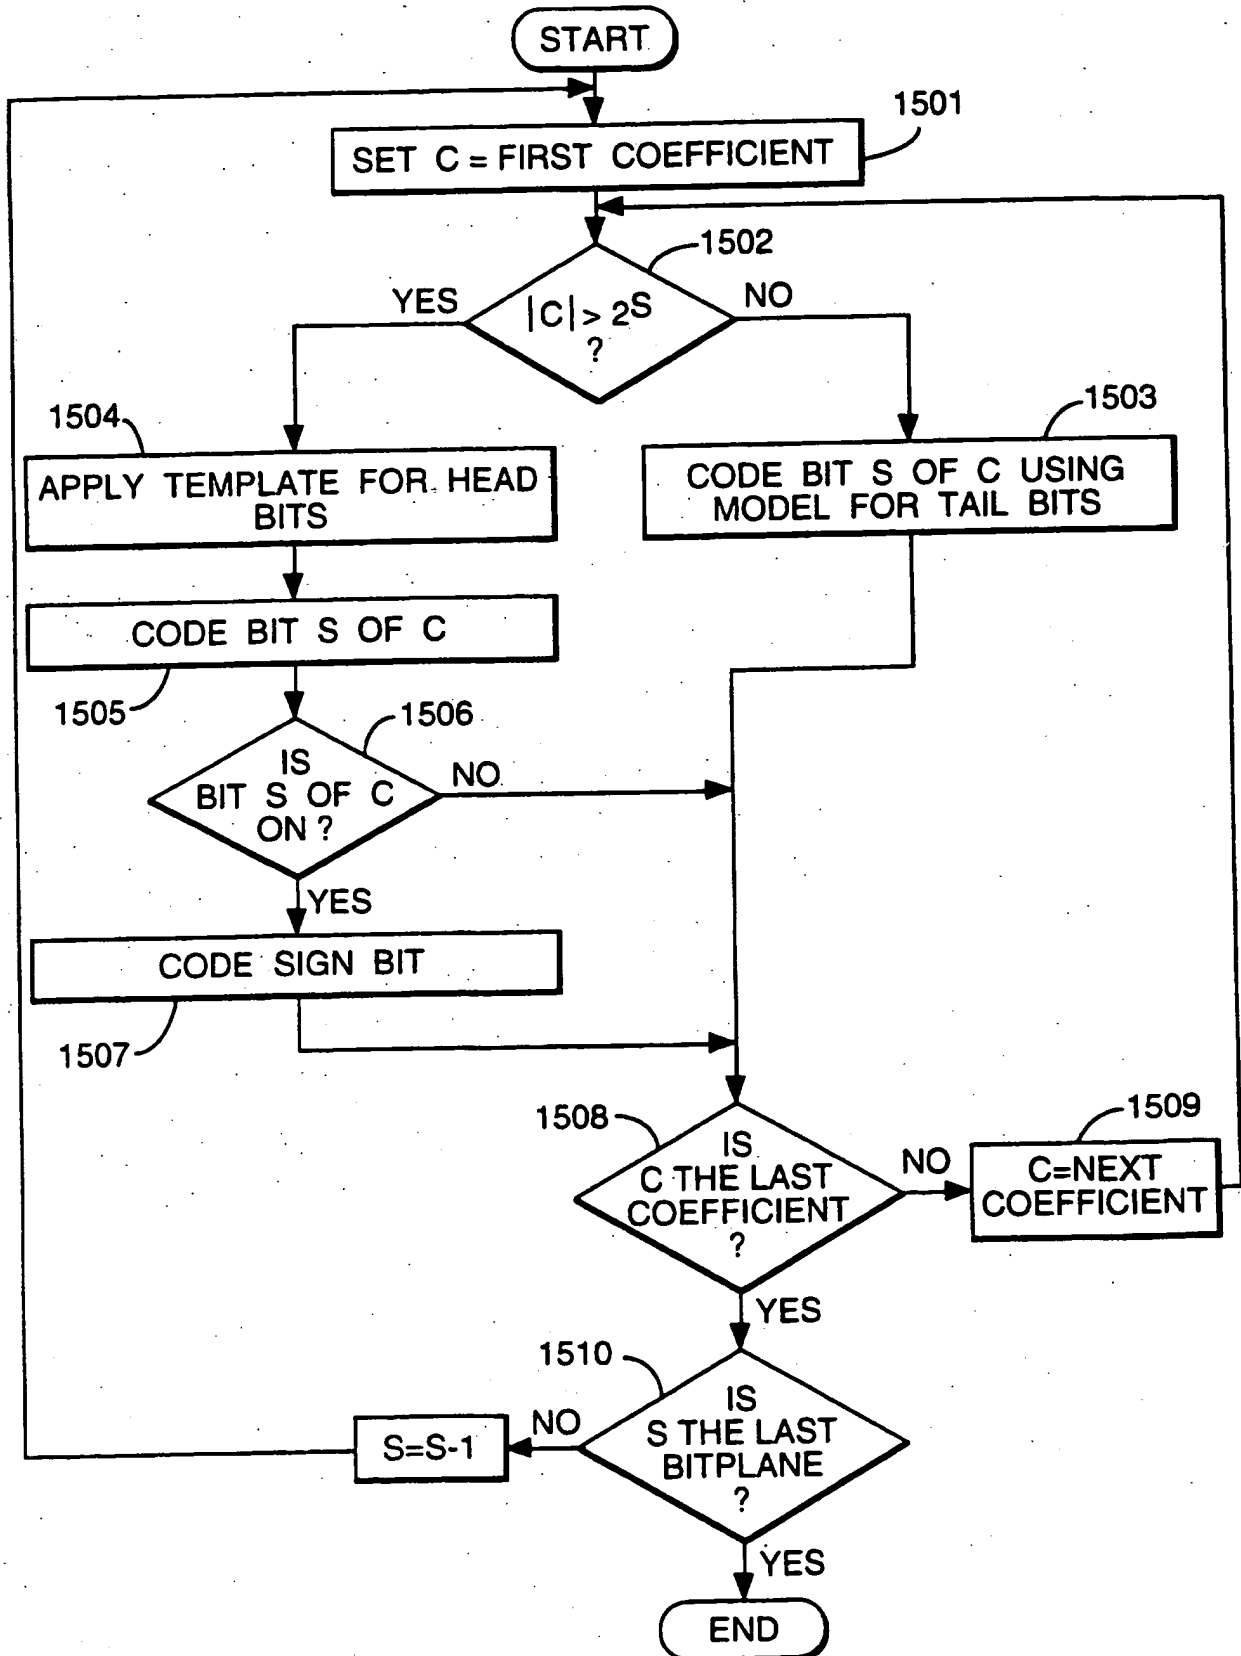 START
1501
SET C = FIRST COEFFICIENT
1502
YES
|C| > 2^S
?
NO
1504
1503
APPLY TEMPLATE FOR HEAD
BITS
CODE BIT S OF C USING
MODEL FOR TAIL BITS
CODE BIT S OF C
1505
1506
IS
BIT S OF C
ON ?
NO
YES
CODE SIGN BIT
1507
1508
IS
C THE LAST
COEFFICIENT
?
NO
1509
C=NEXT
COEFFICIENT
YES
1510
IS
S THE LAST
BITPLANE
?
NO
S=S-1
YES
END